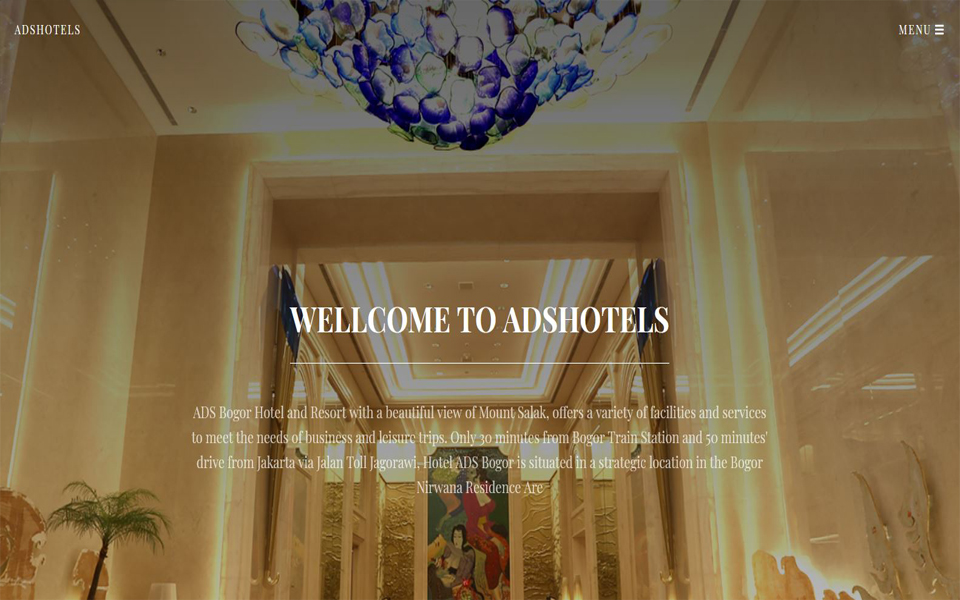 ADSHOTELS
MENU
WELLCOME TO ADSHOTELS
ADS Bogor Hotel and Resort with a beautiful view of Mount Salak, offers a variety of facilities and services
to meet the needs of business and leisure trips. Only 30 minutes from Bogor Train Station and 50 minutes'
drive from Jakarta via Jalan Toll Jagorawi, Hotel ADS Bogor is situated in a strategic location in the Bogor
Nirwana Residence Are